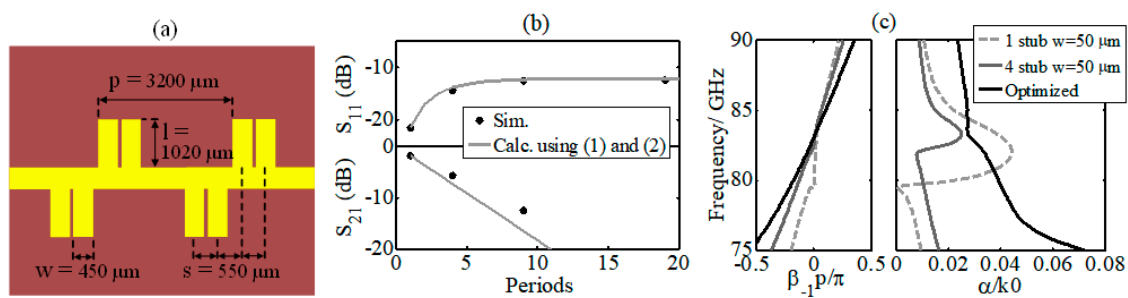 (a)
p = 3200 µm
l =
1020 µm
w = 450 µm
s = 550 µm
(b)
S11 (dB)
-10
-20
0
S21 (dB)
-10
-20
0 5 10 15 20
Periods
Sim.
Calc. using (1) and (2)
(c)
Frequency/ GHz
90
85
80
75
-0.5 0 0.5
β-1p/π
0 0.02 0.04 0.06 0.08
α/k0
1 stub w=50 µm
4 stub w=50 µm
Optimized